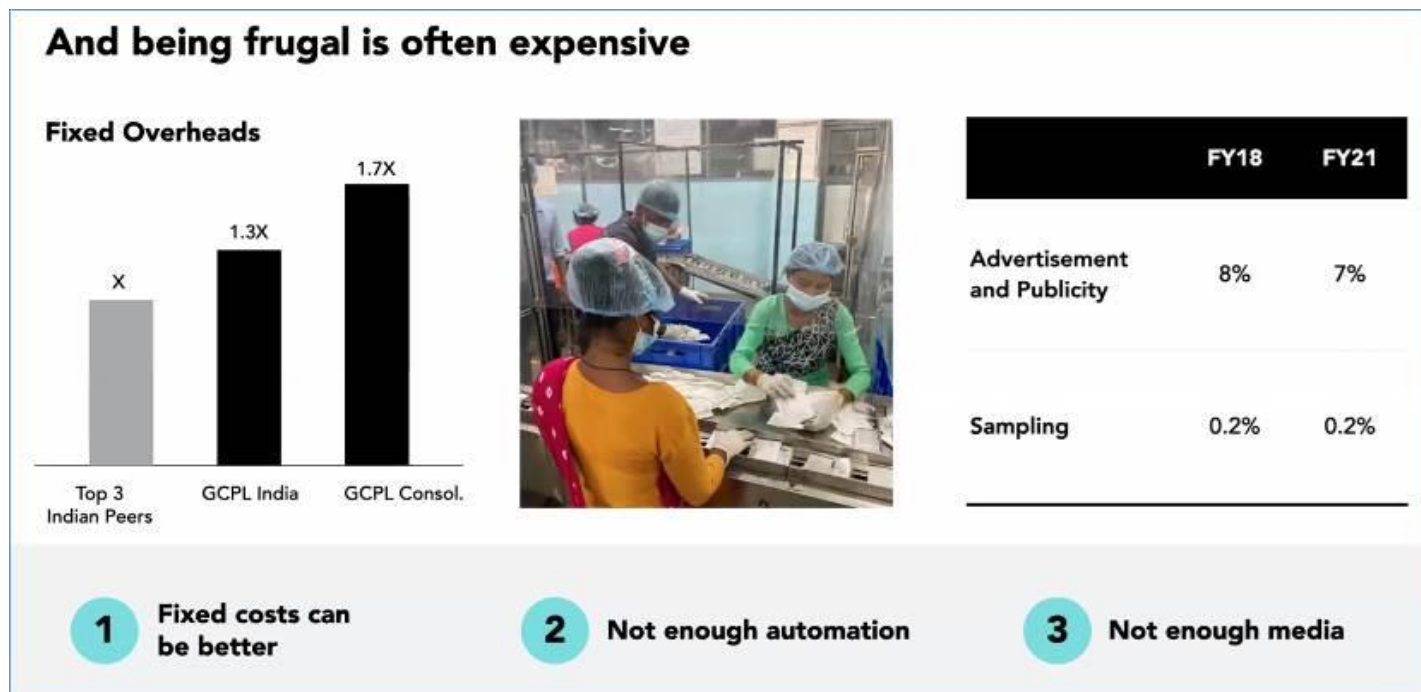 And being frugal is often expensive
Fixed Overheads
X
1.3X
1.7X
Top 3
Indian Peers
GCPL India
GCPL Consol.
FY18 FY21
Advertisement
and Publicity
8% 7%
Sampling 0.2% 0.2%
1 Fixed costs can
be better
2 Not enough automation
3 Not enough media